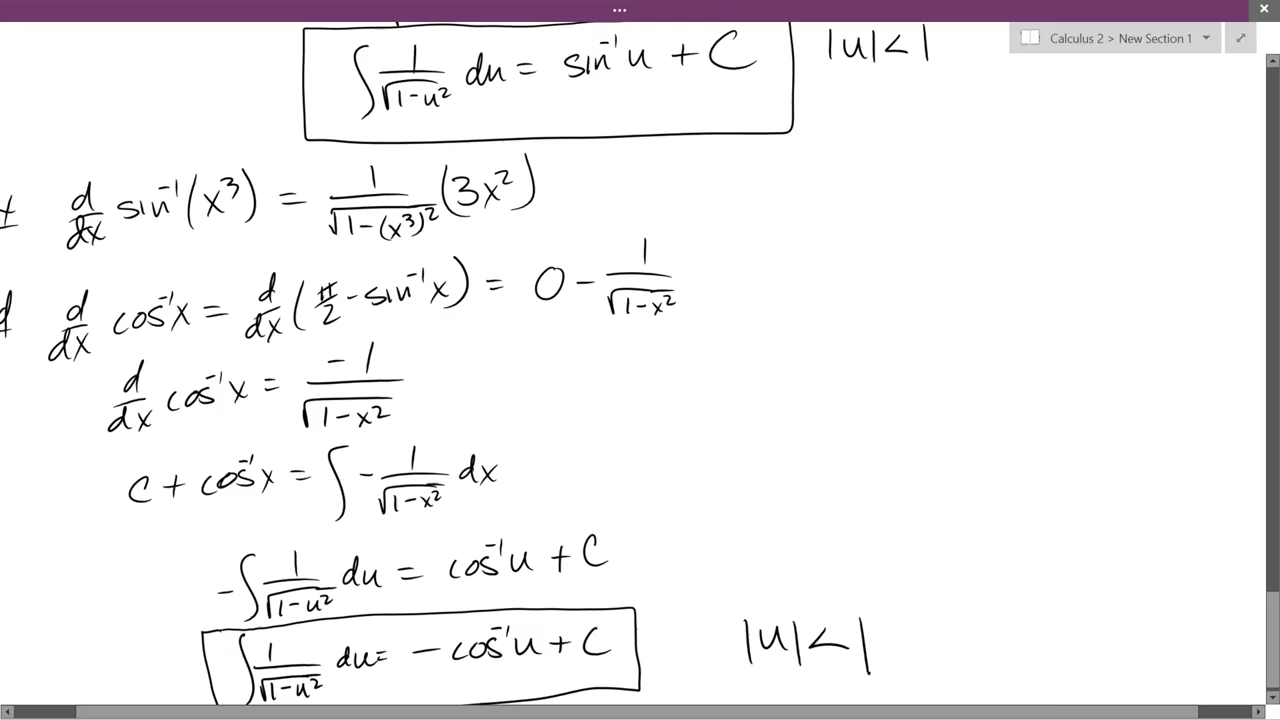 Calculus 2 > New Section 1
∫ 1/√(1-u²) du = sin⁻¹u + C |u|<1
d/dx sin⁻¹(x³) = 1/√(1-(x³)²) (3x²)
d/dx cos⁻¹x = d/dx (π/2 - sin⁻¹x) = 0 - 1/√(1-x²)
d/dx cos⁻¹x = -1/√(1-x²)
C + cos⁻¹x = ∫ - 1/√(1-x²) dx
-∫ 1/√(1-u²) du = cos⁻¹u + C
∫ 1/√(1-u²) du = - cos⁻¹u + C |u|<1